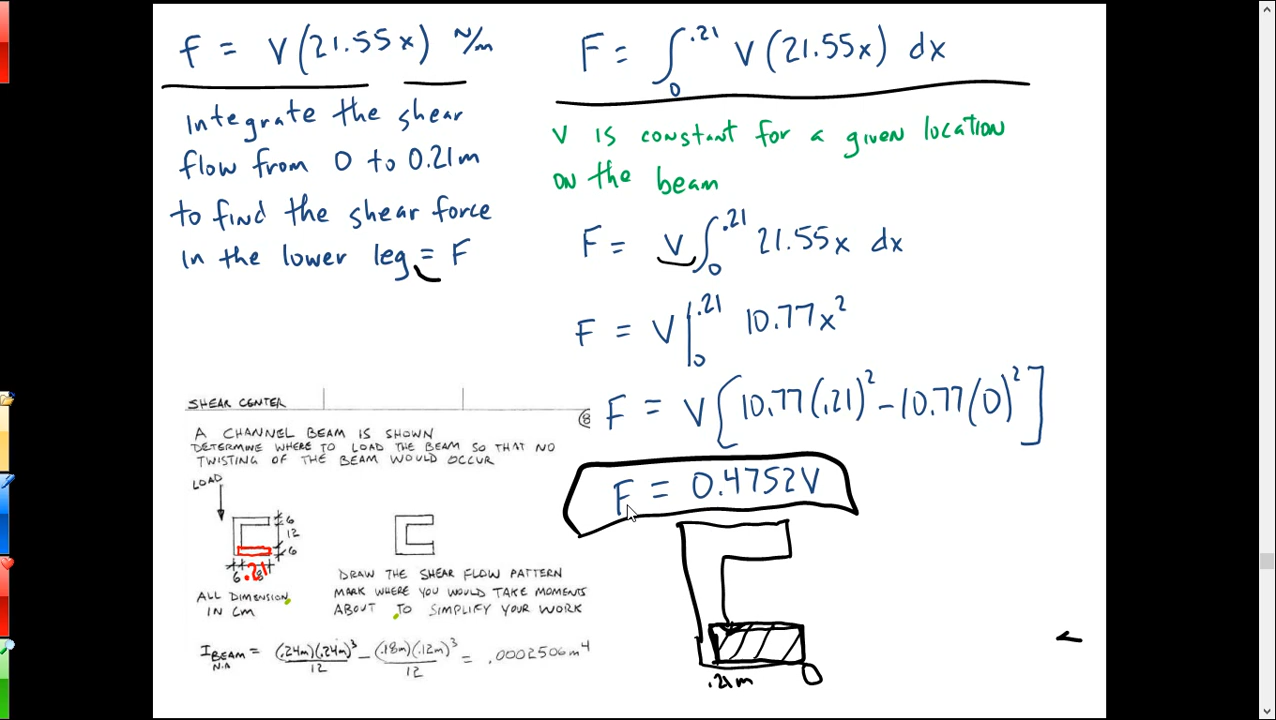 f = V(21.55x) N/m
Integrate the shear
flow from 0 to 0.21m
to find the shear force
in the lower leg = F
F = ∫₀^.21 V(21.55x) dx
V is constant for a given location
on the beam
F = V ∫₀^.21 21.55x dx
F = V |₀^.21 10.77x²
F = V [10.77(.21)² - 10.77(0)²]
F = 0.4752V
.21m
0
SHEAR CENTER
8
A CHANNEL BEAM IS SHOWN
DETERMINE WHERE TO LOAD THE BEAM SO THAT NO
TWISTING OF THE BEAM WOULD OCCUR
LOAD
6
12
6
6
.21
ALL DIMENSION
IN CM
DRAW THE SHEAR FLOW PATTERN
MARK WHERE YOU WOULD TAKE MOMENTS
ABOUT TO SIMPLIFY YOUR WORK
I BEAM N.A = (.24m)(.24m)³/12 - (.18m)(.12m)³/12 = .0002506m⁴